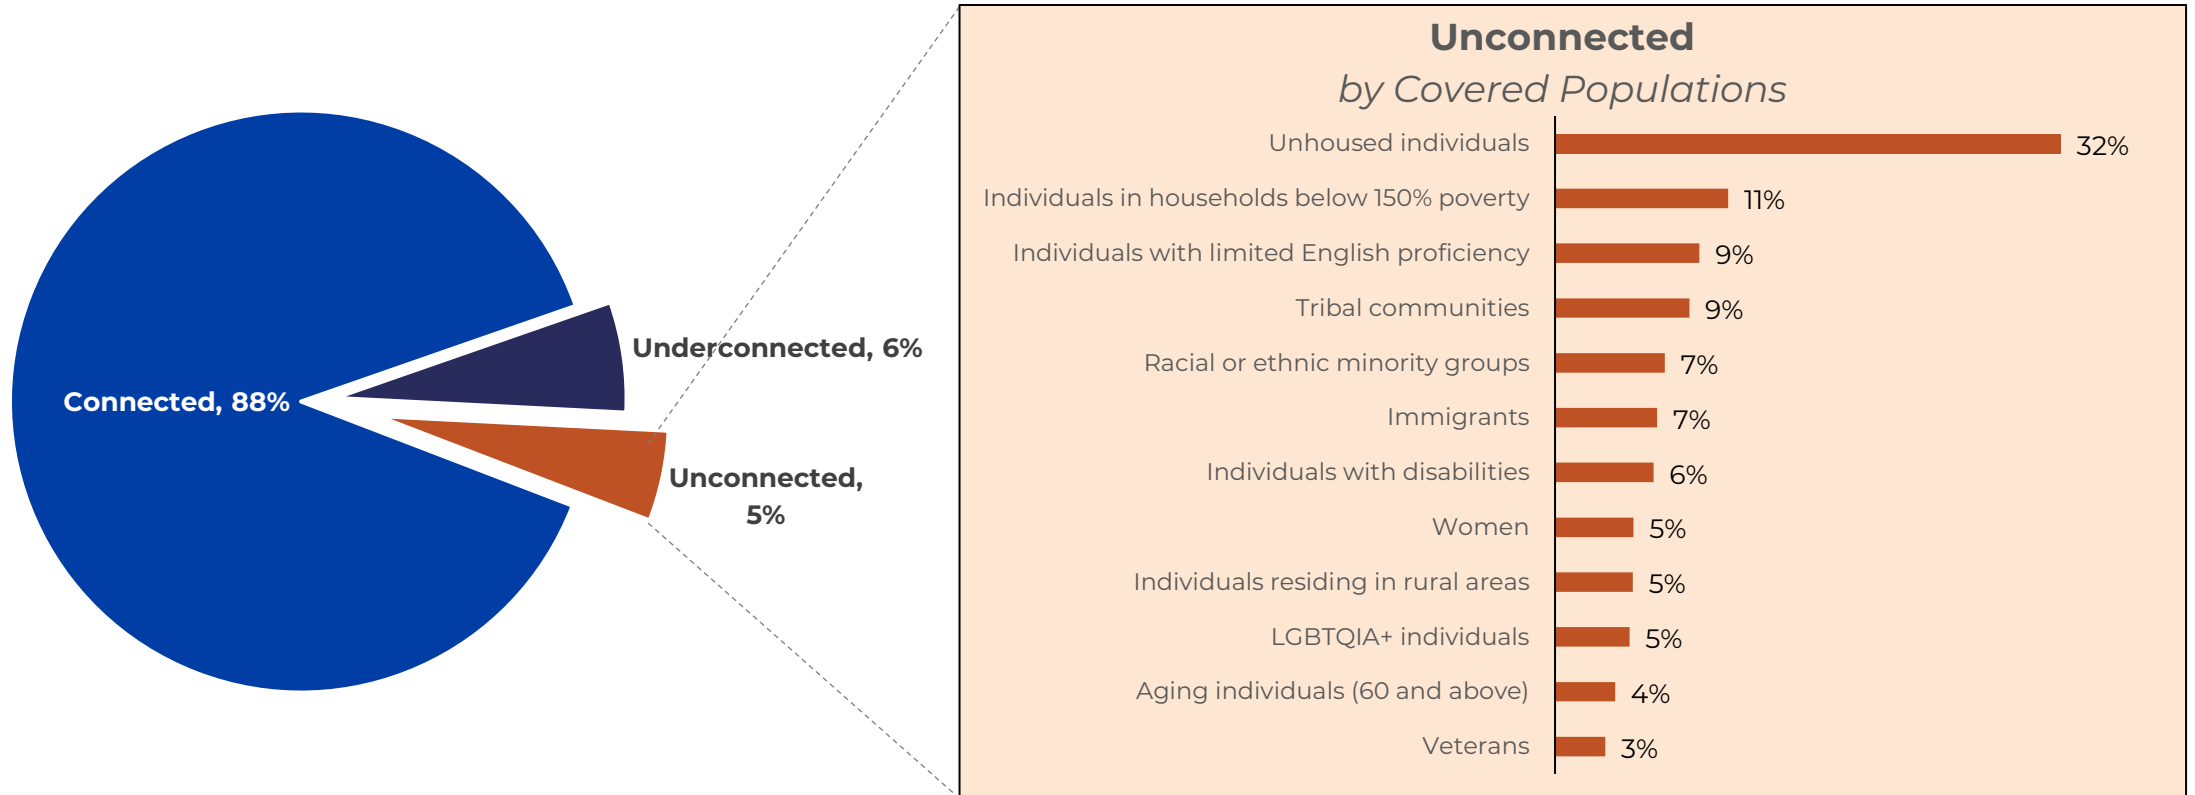 Connected, 88%
Underconnected, 6%
Unconnected,
5%
Unconnected
by Covered Populations
Unhoused individuals 32%
Individuals in households below 150% poverty 11%
Individuals with limited English proficiency 9%
Tribal communities 9%
Racial or ethnic minority groups 7%
Immigrants 7%
Individuals with disabilities 6%
Women 5%
Individuals residing in rural areas 5%
LGBTQIA+ individuals 5%
Aging individuals (60 and above) 4%
Veterans 3%